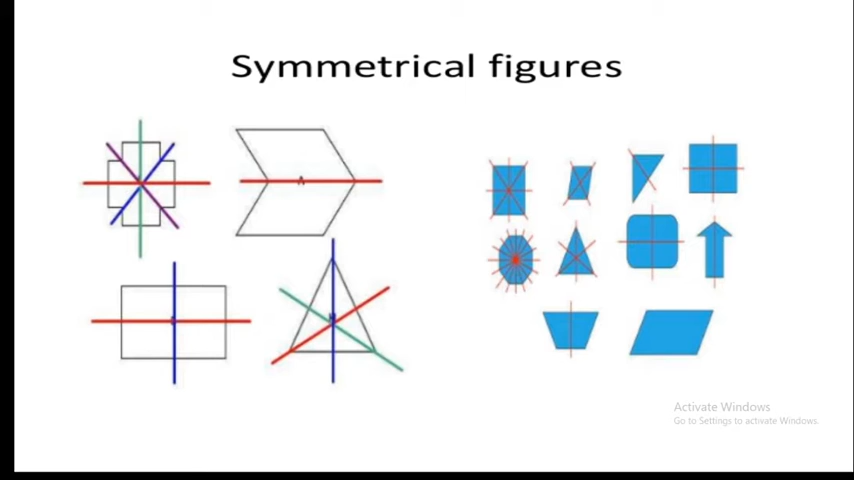 Symmetrical figures
A
Activate Windows
Go to Settings to activate Windows.